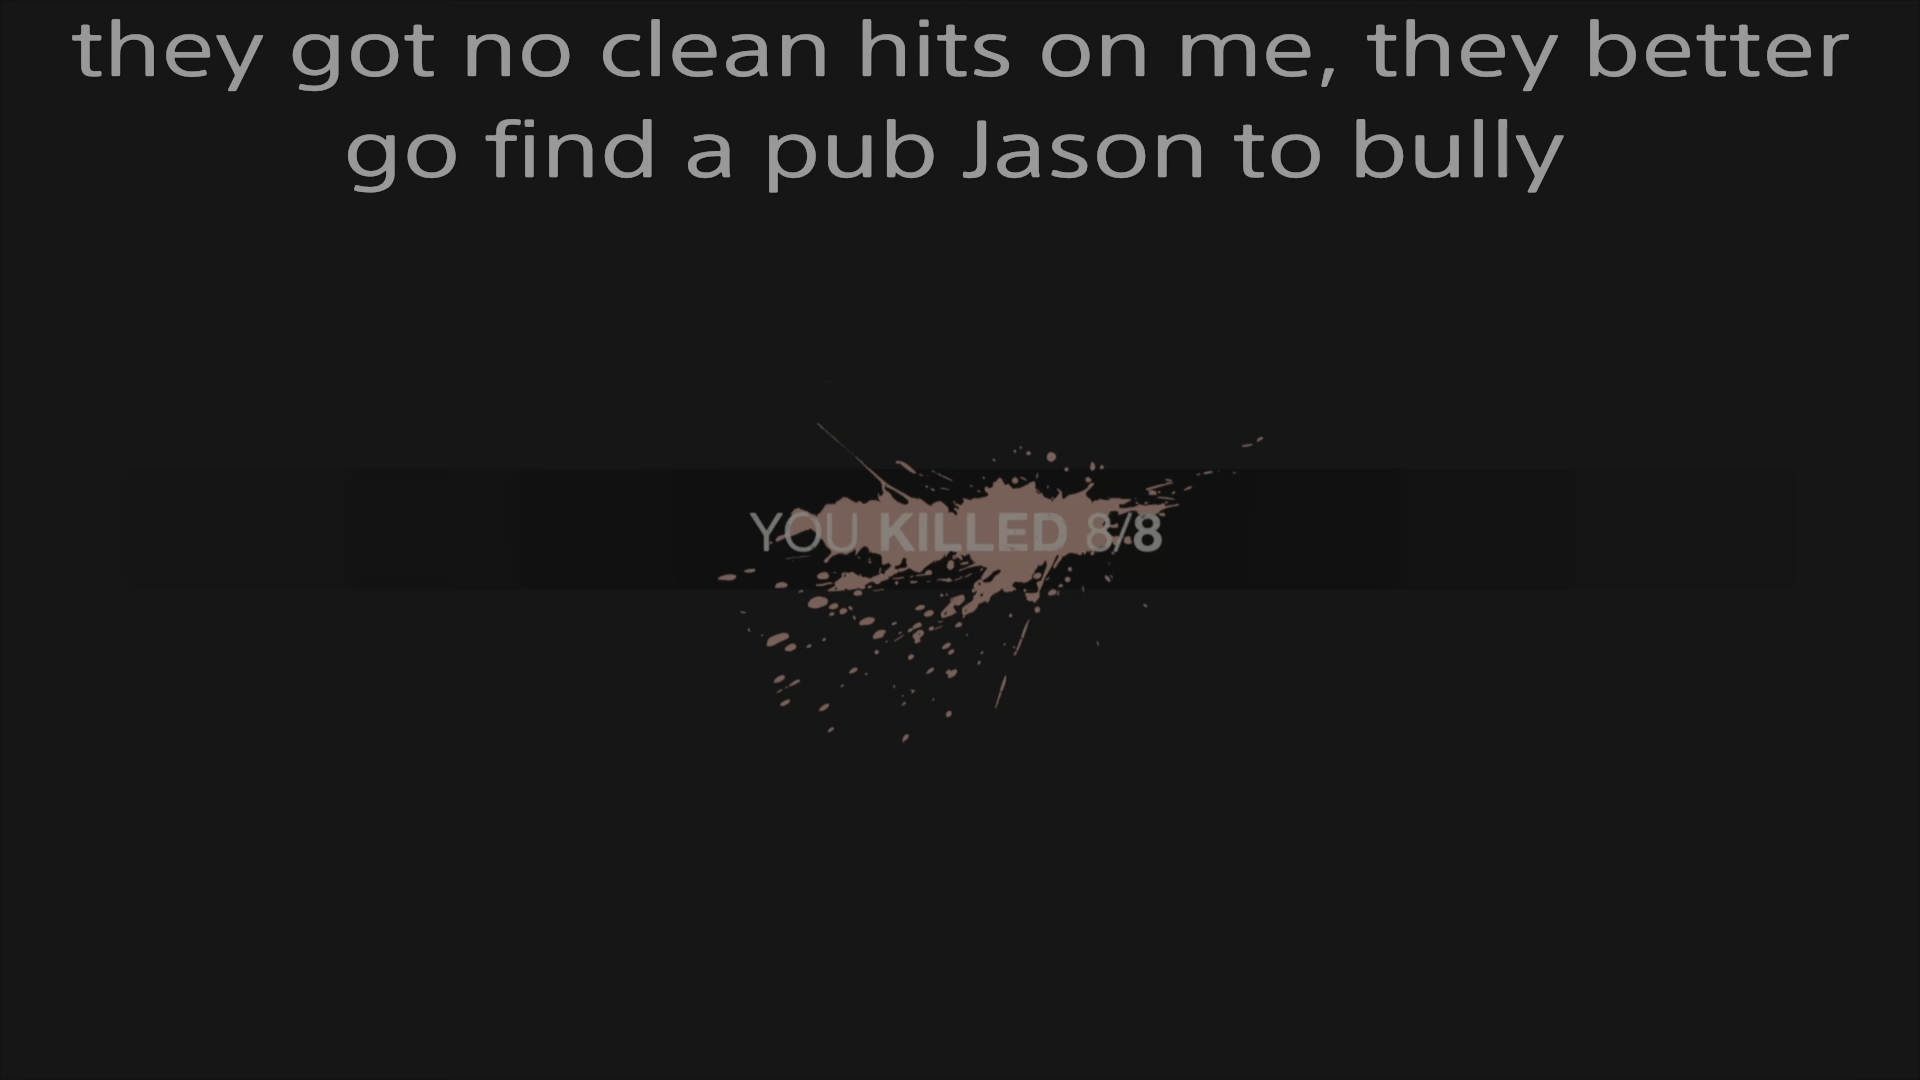 they got no clean hits on me, they better
go find a pub Jason to bully
YOU KILLED 8/8